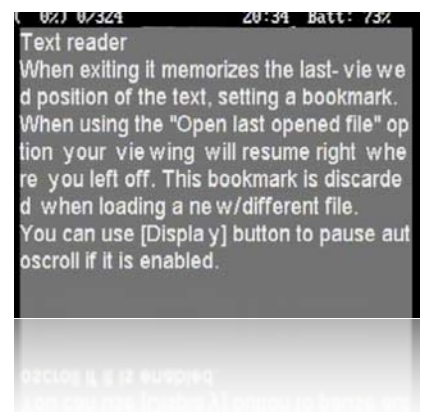 ( 0%) 0/324 20:34 Batt: 73%
Text reader
When exiting it memorizes the last- vie we
d position of the text, setting a bookmark.
When using the "Open last opened file" op
tion your vie wing will resume right whe
re you left off. This bookmark is discarde
d when loading a ne w/different file.
You can use [Displa y] button to pause aut
oscroll if it is enabled.